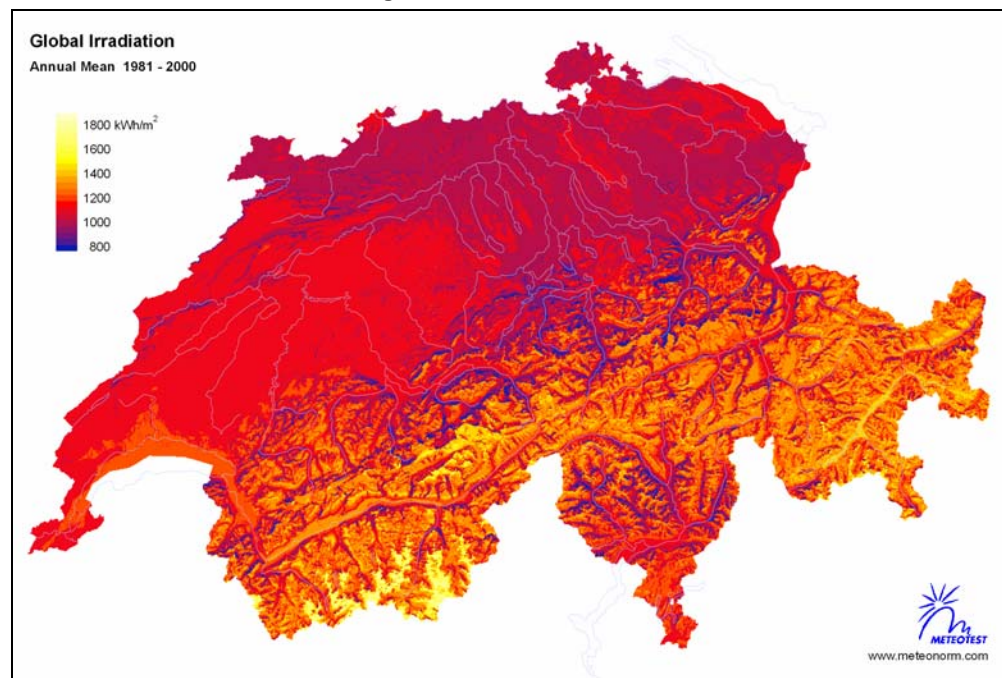 Global Irradiation
Annual Mean 1981 - 2000
1800 kWh/m²
1600
1400
1200
1000
800
METEOTEST
www.meteonorm.com